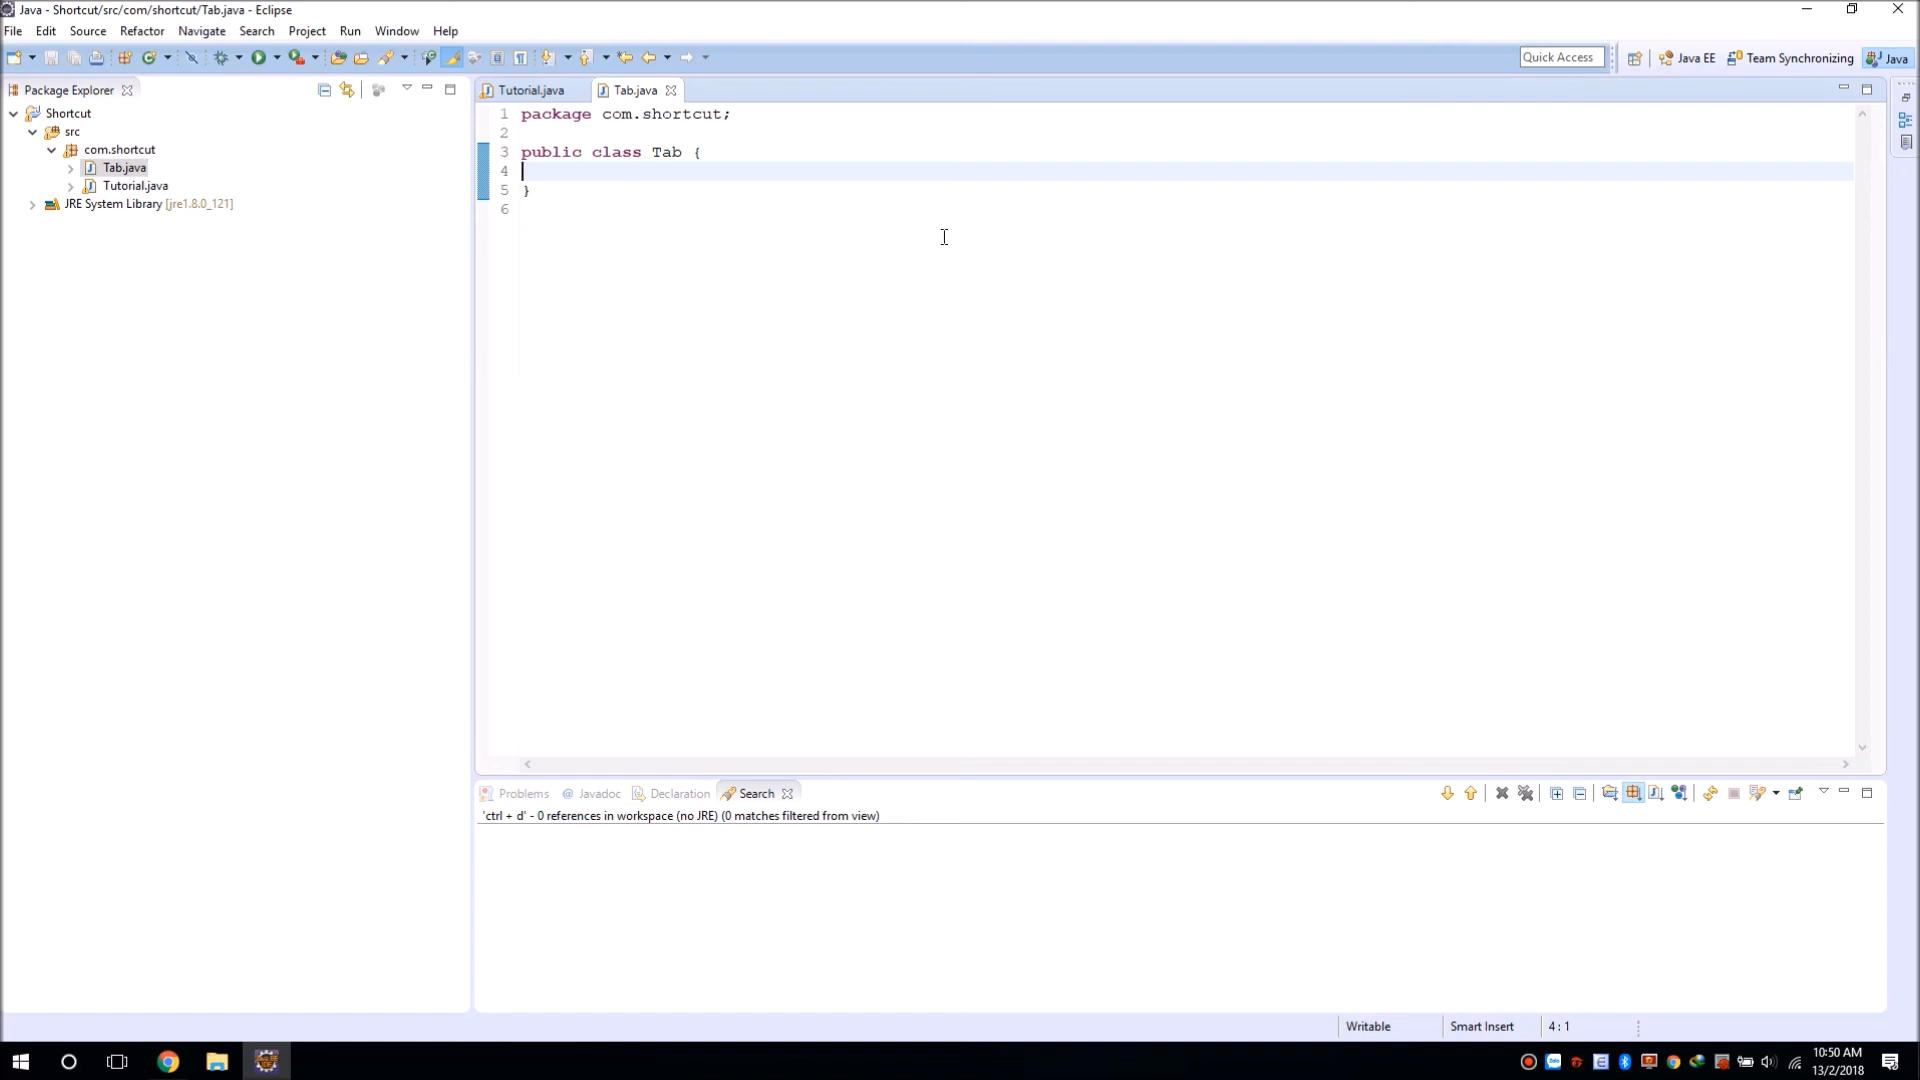 Java - Shortcut/src/com/shortcut/Tab.java - Eclipse
File Edit Source Refactor Navigate Search Project Run Window Help
Quick Access Java EE Team Synchronizing Java
Package Explorer
Shortcut
src
com.shortcut
Tab.java
Tutorial.java
JRE System Library [jre1.8.0_121]
Tutorial.java Tab.java
1 package com.shortcut;
2
3 public class Tab {
4
5 }
6
Problems @ Javadoc Declaration Search
'ctrl + d' - 0 references in workspace (no JRE) (0 matches filtered from view)
Writable Smart Insert 4 : 1
10:50 AM
13/2/2018